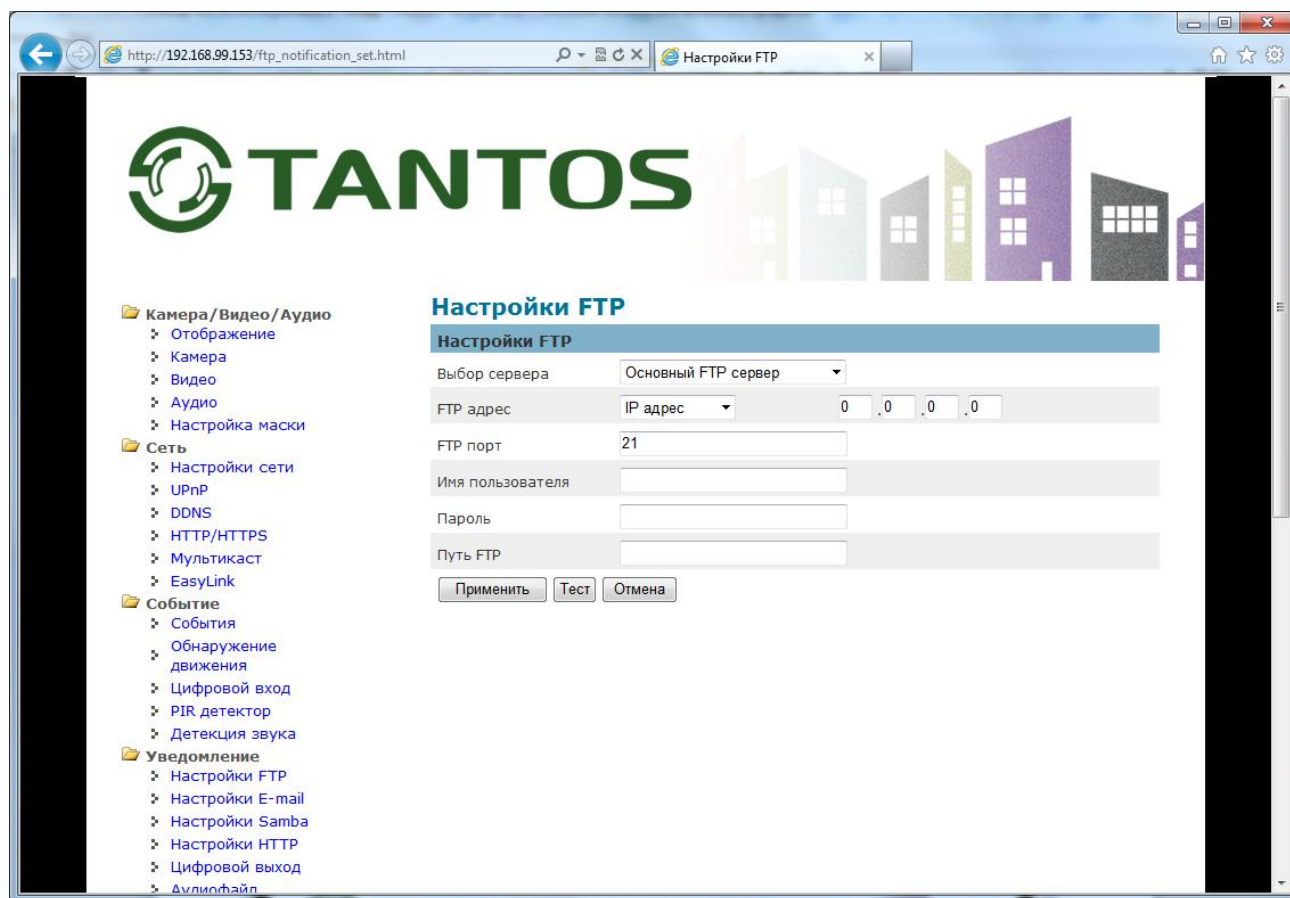 http://192.168.99.153/ftp_notification_set.html
Настройки FTP
TANTOS
Камера/Видео/Аудио
Отображение
Камера
Видео
Аудио
Настройка маски
Сеть
Настройки сети
UPnP
DDNS
HTTP/HTTPS
Мультикаст
EasyLink
Событие
События
Обнаружение
движения
Цифровой вход
PIR детектор
Детекция звука
Уведомление
Настройки FTP
Настройки E-mail
Настройки Samba
Настройки HTTP
Цифровой выход
Аудиофайл
Настройки FTP
Настройки FTP
Выбор сервера Основный FTP сервер
FTP адрес IP адрес 0 .0 .0 .0
FTP порт 21
Имя пользователя
Пароль
Путь FTP
Применить Тест Отмена